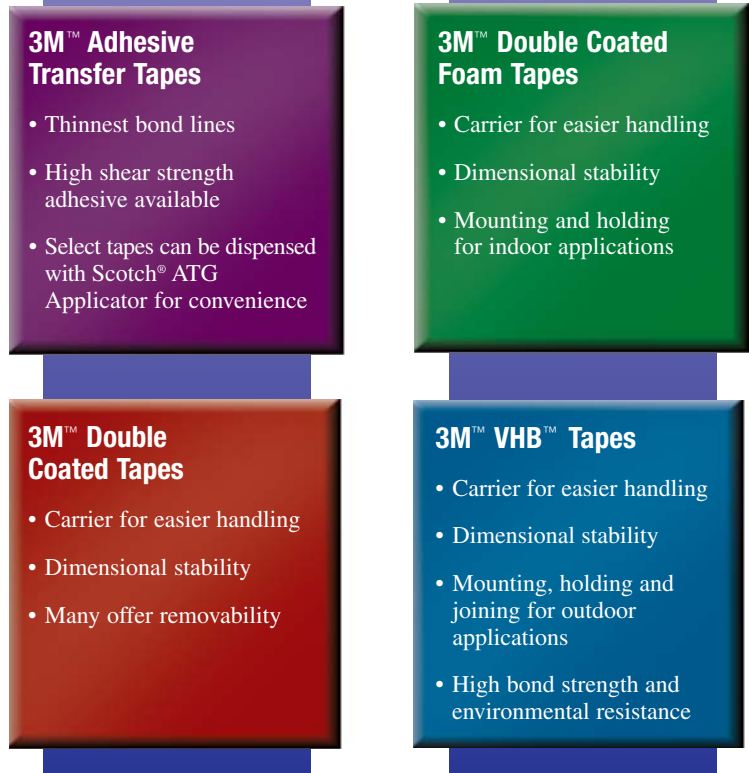 3M™ Adhesive
Transfer Tapes
• Thinnest bond lines
• High shear strength
adhesive available
• Select tapes can be dispensed
with Scotch® ATG
Applicator for convenience
3M™ Double Coated
Foam Tapes
• Carrier for easier handling
• Dimensional stability
• Mounting and holding
for indoor applications
3M™ Double
Coated Tapes
• Carrier for easier handling
• Dimensional stability
• Many offer removability
3M™ VHB™ Tapes
• Carrier for easier handling
• Dimensional stability
• Mounting, holding and
joining for outdoor
applications
• High bond strength and
environmental resistance